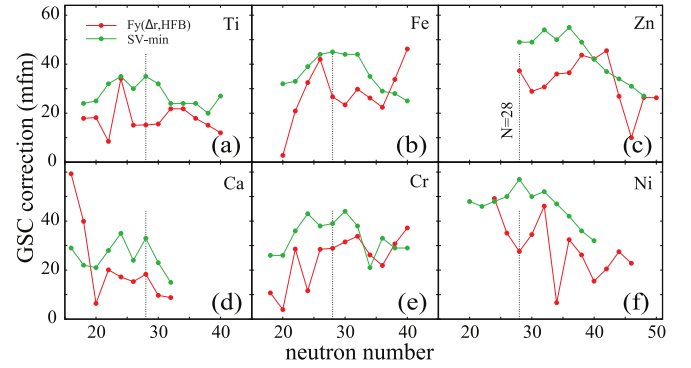 Fy(Δr,HFB)
SV-min
Ti
Fe
Zn
60
40
20
0
(a)
(b)
N=28
(c)
Ca
Cr
Ni
60
40
20
0
(d)
(e)
(f)
20 30 40
20 30 40
20 30 40 50
GSC correction (mfm)
neutron number